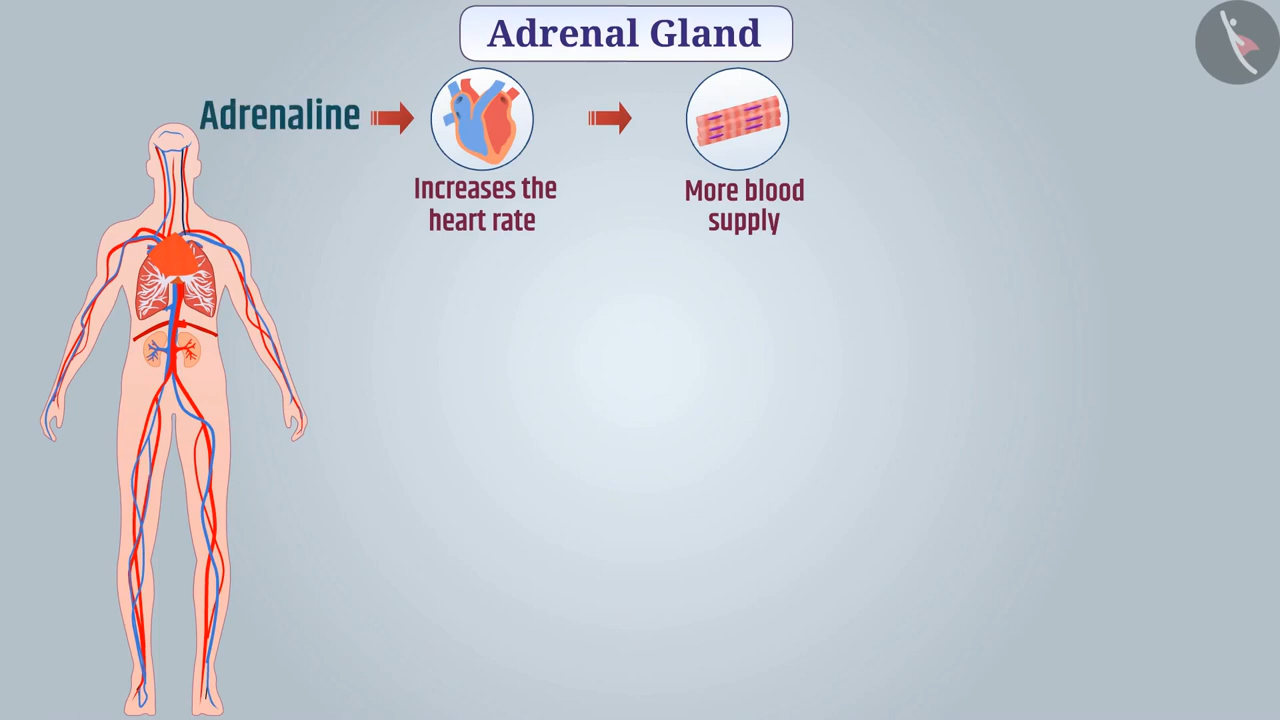 Adrenal Gland
Adrenaline
Increases the
heart rate
More blood
supply